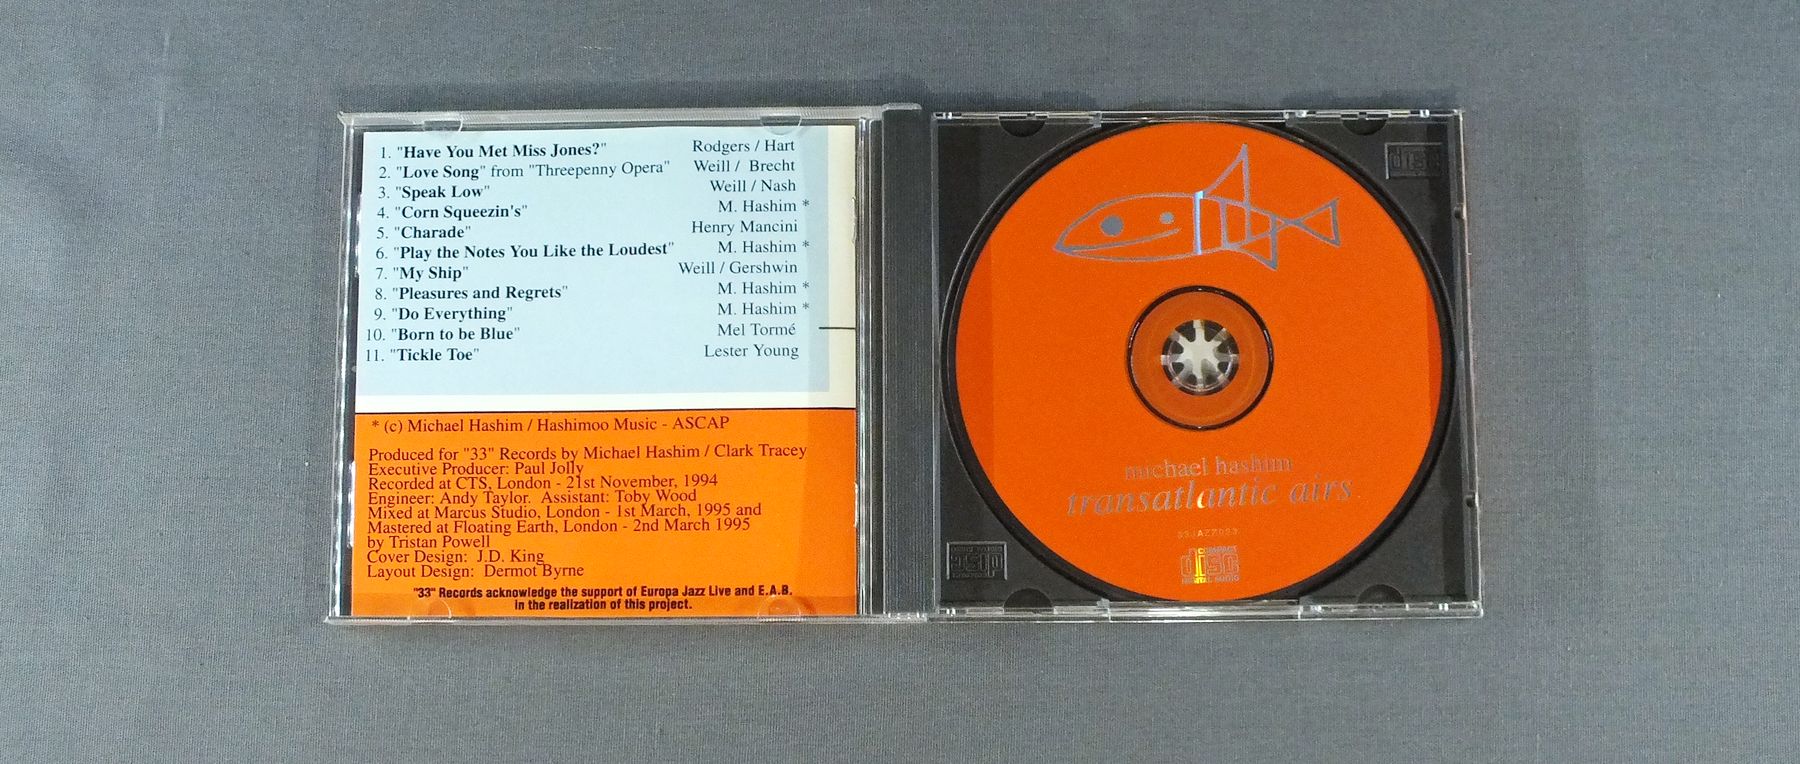 1. "Have You Met Miss Jones?" Rodgers / Hart
2. "Love Song" from "Threepenny Opera" Weill / Brecht
3. "Speak Low" Weill / Nash
4. "Corn Squeezin's" M. Hashim *
5. "Charade" Henry Mancini
6. "Play the Notes You Like the Loudest" M. Hashim *
7. "My Ship" Weill / Gershwin
8. "Pleasures and Regrets" M. Hashim *
9. "Do Everything" M. Hashim *
10. "Born to be Blue" Mel Tormé
11. "Tickle Toe" Lester Young
* (c) Michael Hashim / Hashimoo Music - ASCAP
Produced for "33" Records by Michael Hashim / Clark Tracey
Executive Producer: Paul Jolly
Recorded at CTS, London - 21st November, 1994
Engineer: Andy Taylor. Assistant: Toby Wood
Mixed at Marcus Studio, London - 1st March, 1995 and
Mastered at Floating Earth, London - 2nd March 1995
by Tristan Powell
Cover Design: J.D. King
Layout Design: Dermot Byrne
"33" Records acknowledge the support of Europa Jazz Live and E.A.B.
in the realization of this project.
michael hashim
transatlantic airs
COMPACT
disc
DIGITAL AUDIO
disc
disc